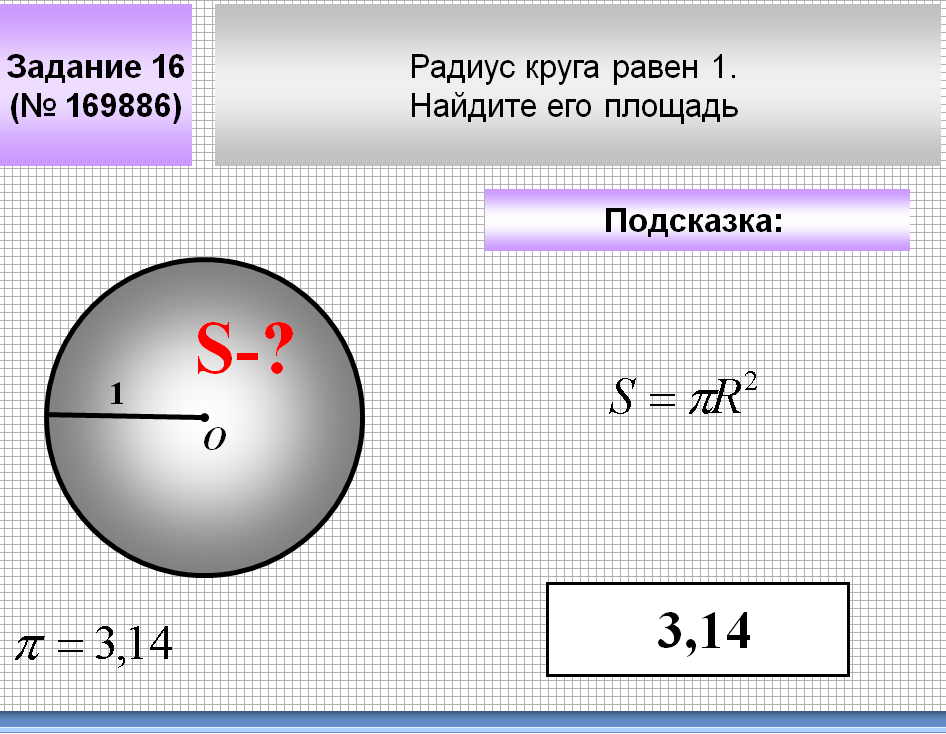 Задание 16
(№ 169886)
Радиус круга равен 1.
Найдите его площадь
Подсказка:
S-?
1
O
S = πR²
π = 3,14
3,14